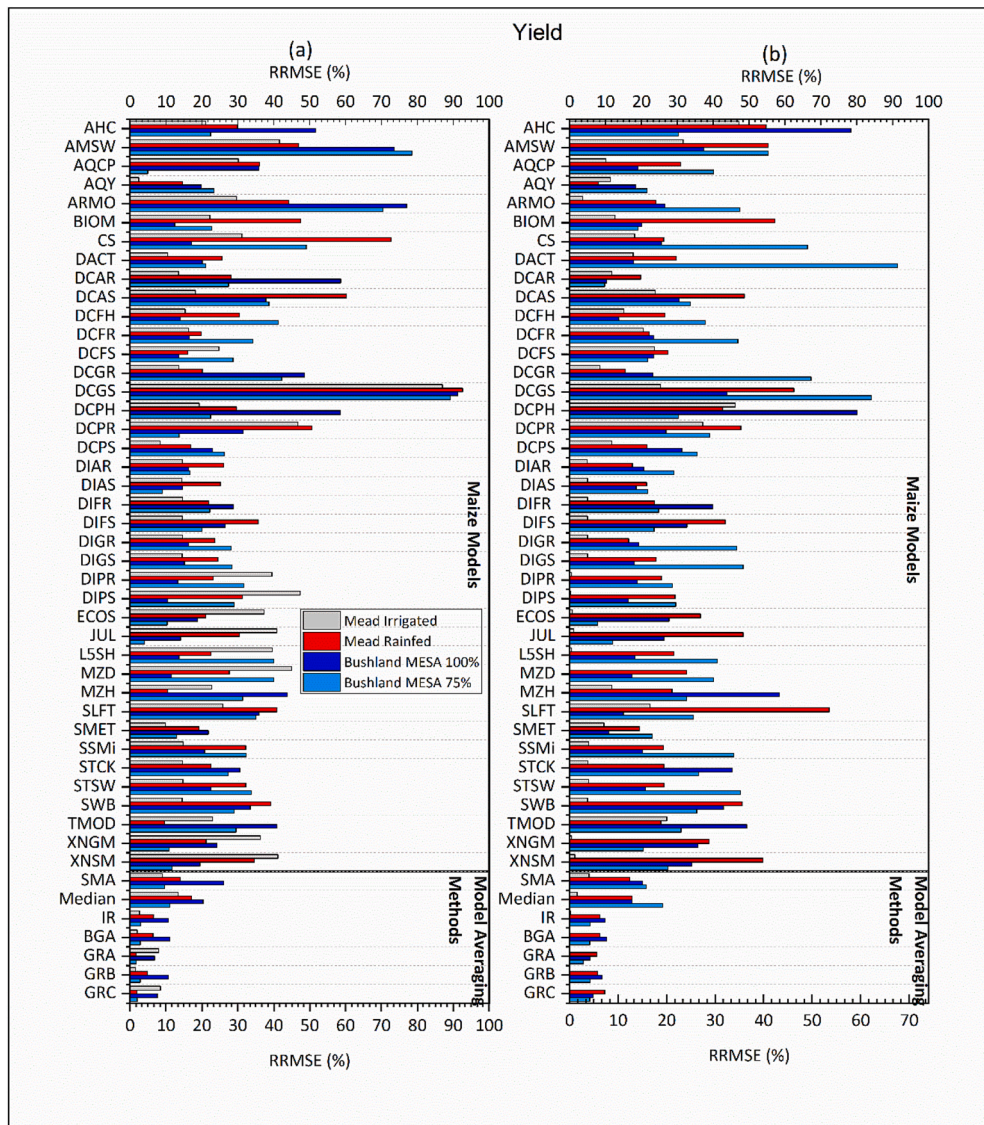 Yield
(a)
(b)
RRMSE (%)
RRMSE (%)
0 10 20 30 40 50 60 70 80 90 100
0 10 20 30 40 50 60 70 80 90 100
AHC
AMSW
AQCP
AQY
ARMO
BIOM
CS
DACT
DCAR
DCAS
DCFH
DCFR
DCFS
DCGR
DCGS
DCPH
DCPR
DCPS
DIAR
DIAS
DIFR
DIFS
DIGR
DIGS
DIPR
DIPS
ECOS
JUL
L5SH
MZD
MZH
SLFT
SMET
SSMi
STCK
STSW
SWB
TMOD
XNGM
XNSM
SMA
Median
IR
BGA
GRA
GRB
GRC
Maize Models
Model Averaging
Methods
Mead Irrigated
Mead Rainfed
Bushland MESA 100%
Bushland MESA 75%
AHC
AMSW
AQCP
AQY
ARMO
BIOM
CS
DACT
DCAR
DCAS
DCFH
DCFR
DCFS
DCGR
DCGS
DCPH
DCPR
DCPS
DIAR
DIAS
DIFR
DIFS
DIGR
DIGS
DIPR
DIPS
ECOS
JUL
L5SH
MZD
MZH
SLFT
SMET
SSMi
STCK
STSW
SWB
TMOD
XNGM
XNSM
SMA
Median
IR
BGA
GRA
GRB
GRC
Maize Models
Model Averaging
Methods
0 10 20 30 40 50 60 70 80 90 100
0 10 20 30 40 50 60 70
RRMSE (%)
RRMSE (%)